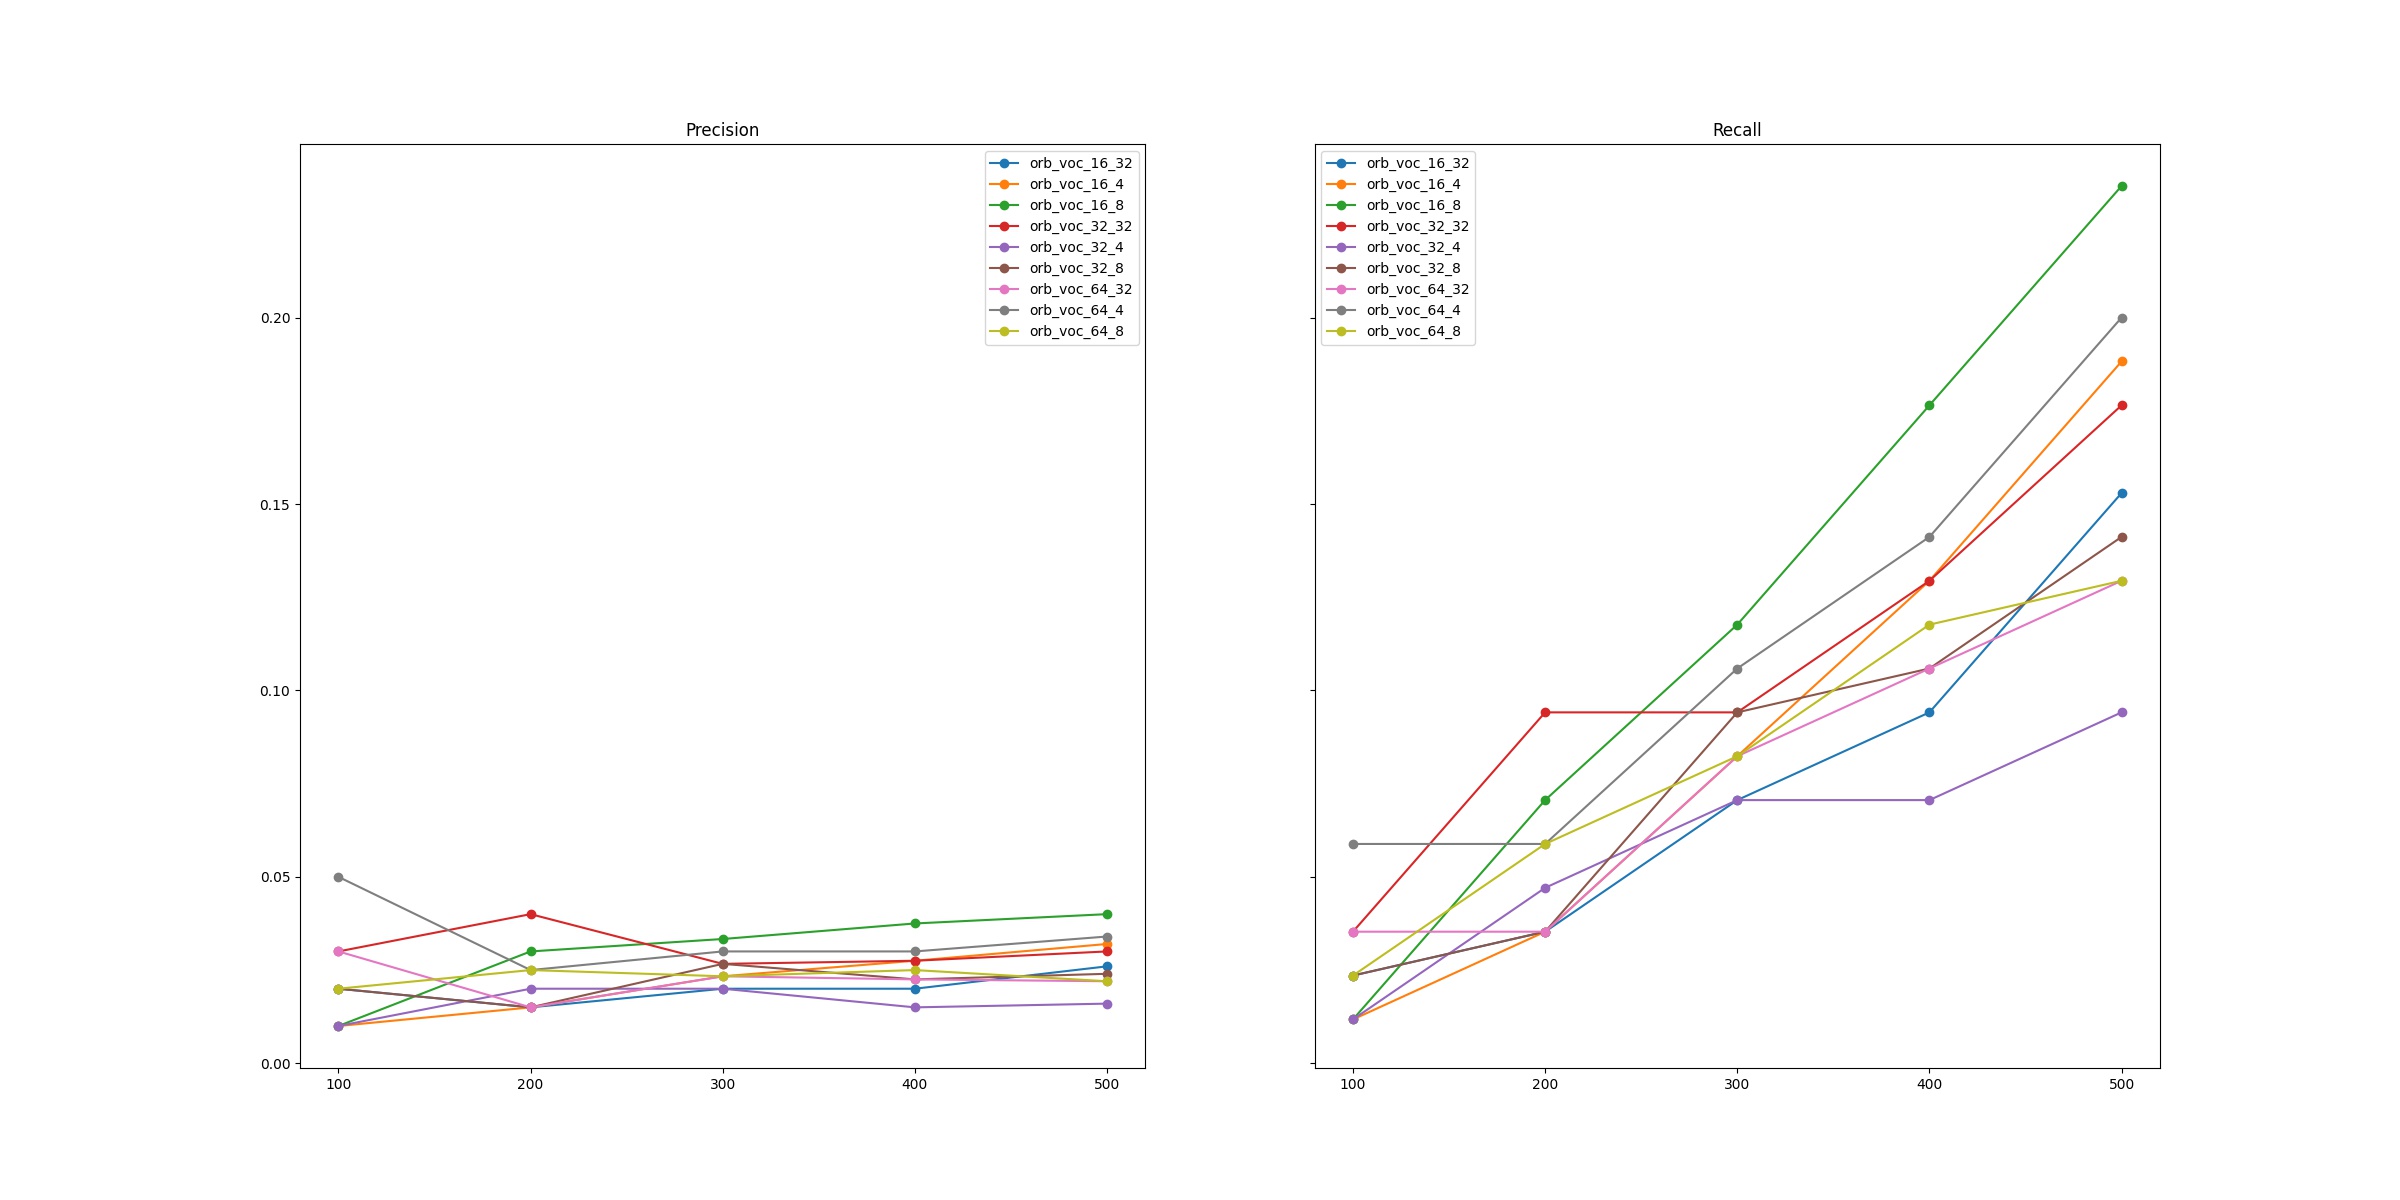 Precision
orb_voc_16_32
orb_voc_16_4
orb_voc_16_8
orb_voc_32_32
orb_voc_32_4
orb_voc_32_8
orb_voc_64_32
orb_voc_64_4
orb_voc_64_8
0.20
0.15
0.10
0.05
0.00
100 200 300 400 500
Recall
orb_voc_16_32
orb_voc_16_4
orb_voc_16_8
orb_voc_32_32
orb_voc_32_4
orb_voc_32_8
orb_voc_64_32
orb_voc_64_4
orb_voc_64_8
100 200 300 400 500